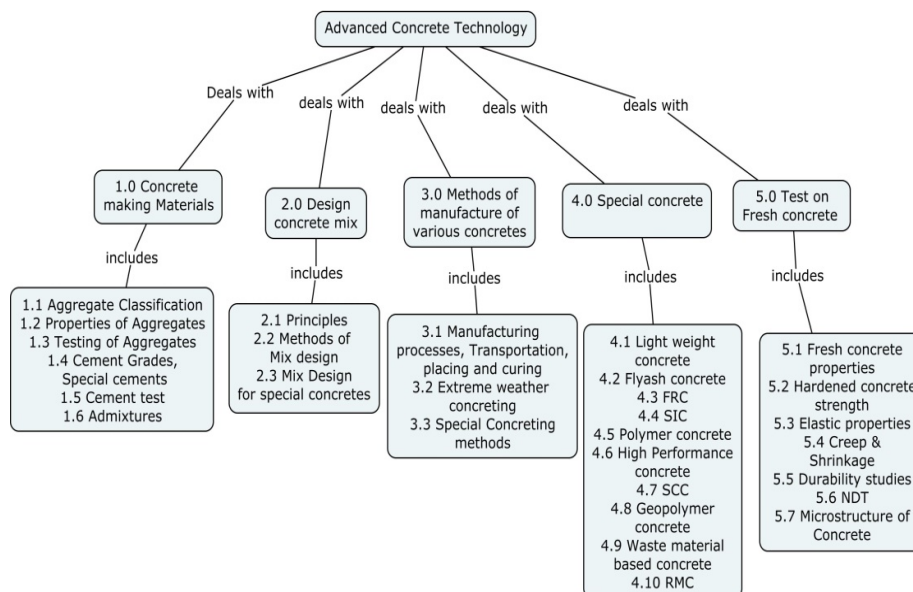 Advanced Concrete Technology
Deals with
deals with
deals with
deals with
deals with
1.0 Concrete
making Materials
2.0 Design
concrete mix
3.0 Methods of
manufacture of
various concretes
4.0 Special concrete
5.0 Test on
Fresh concrete
includes
includes
includes
includes
includes
1.1 Aggregate Classification
1.2 Properties of Aggregates
1.3 Testing of Aggregates
1.4 Cement Grades,
Special cements
1.5 Cement test
1.6 Admixtures
2.1 Principles
2.2 Methods of
Mix design
2.3 Mix Design
for special concretes
3.1 Manufacturing
processes, Transportation,
placing and curing
3.2 Extreme weather
concreting
3.3 Special Concreting
methods
4.1 Light weight
concrete
4.2 Flyash concrete
4.3 FRC
4.4 SIC
4.5 Polymer concrete
4.6 High Performance
concrete
4.7 SCC
4.8 Geopolymer
concrete
4.9 Waste material
based concrete
4.10 RMC
5.1 Fresh concrete
properties
5.2 Hardened concrete
strength
5.3 Elastic properties
5.4 Creep &
Shrinkage
5.5 Durability studies
5.6 NDT
5.7 Microstructure of
Concrete